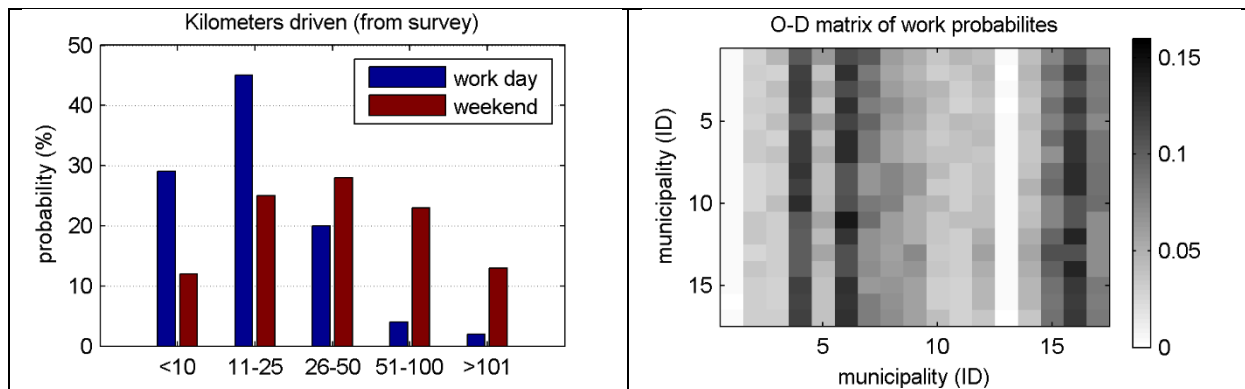 Kilometers driven (from survey)
50
40
30
20
10
0
probability (%)
work day
weekend
<10 11-25 26-50 51-100 >101
O-D matrix of work probabilites
5
10
15
municipality (ID)
5 10 15
municipality (ID)
0.15
0.1
0.05
0